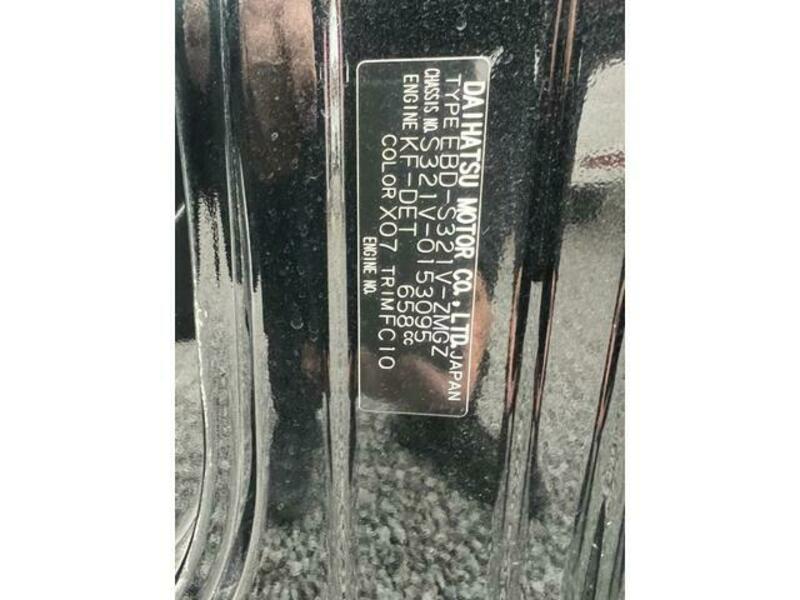 DAIHATSU MOTOR CO., LTD. JAPAN
TYPE EBD-S321V-ZMGZ
CHASSIS NO. S321V-0153095
ENGINE KF-DET 658cc
COLOR X07 TRIM FC10
ENGINE NO.